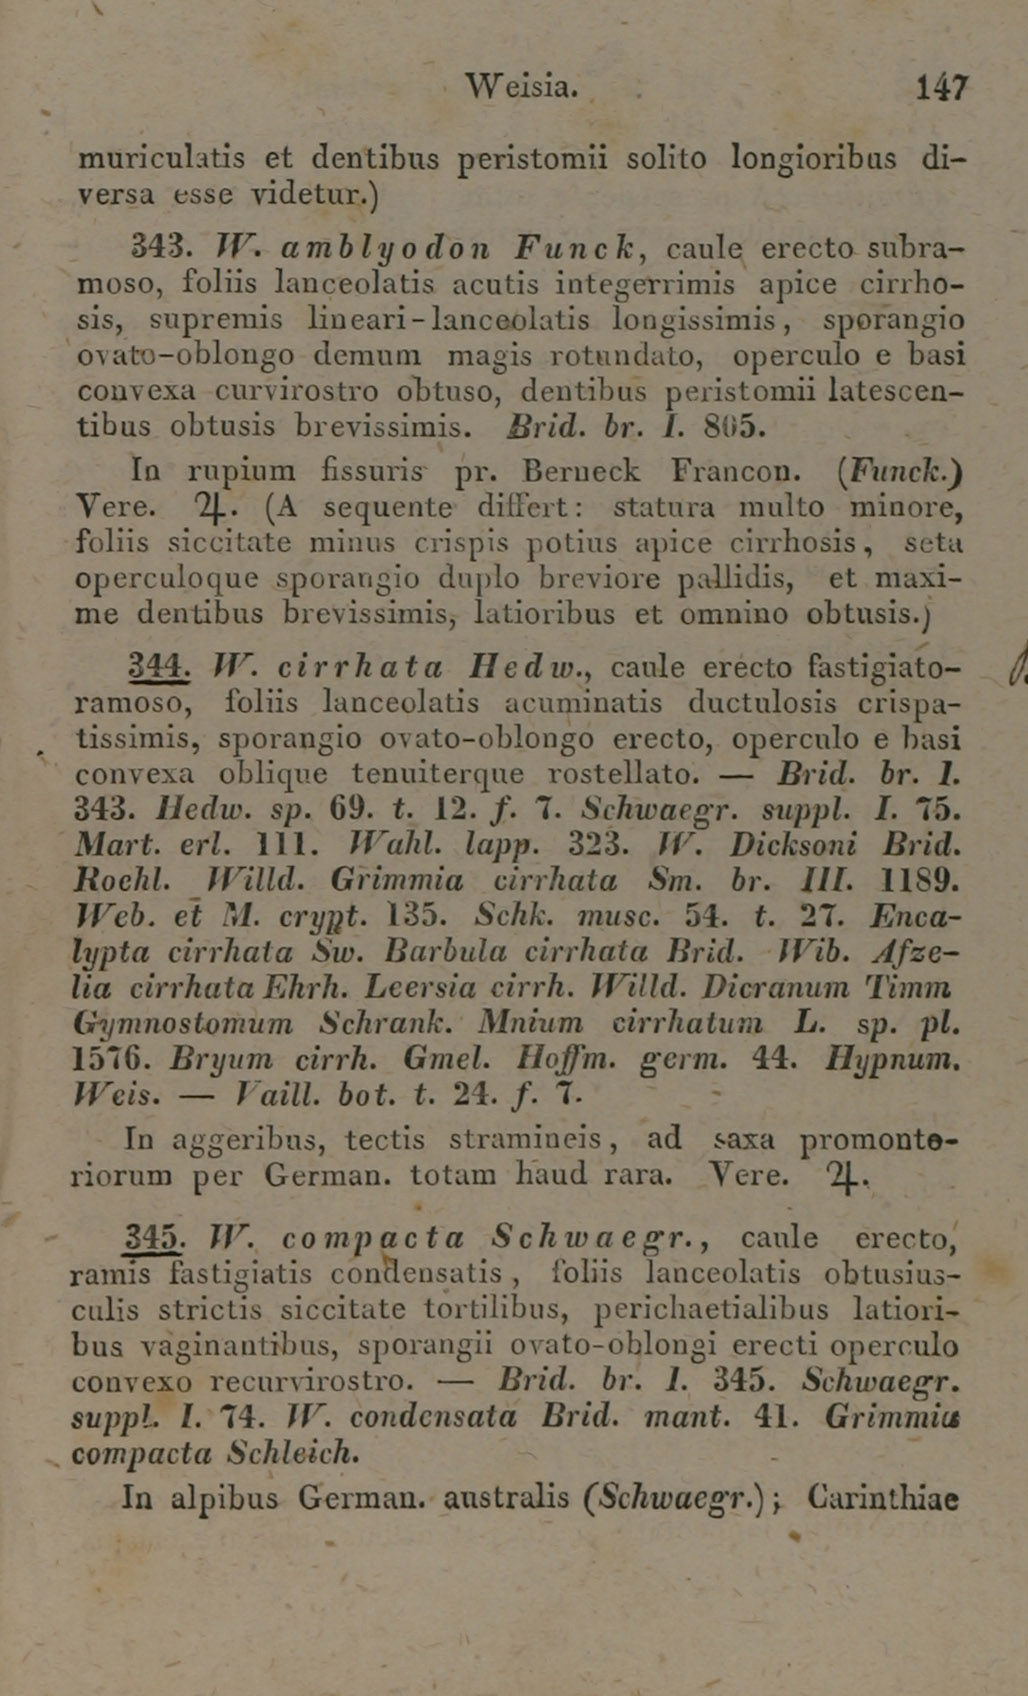 Weisia. 147
muriculatis et dentibus peristomii solito longioribus di-
versa esse videtur.)
343. W. amblyodon Funck, caule erecto subra-
moso, foliis lanceolatis acutis integerrimis apice cirrho-
sis, supremis lineari-lanceolatis longissimis, sporangio
ovato-oblongo demum magis rotundato, operculo e basi
convexa curvirostro obtuso, dentibus peristomii latescen-
tibus obtusis brevissimis. Brid. br. I. 805.
In rupium fissuris pr. Berneck Francon. (Funck.)
Vere. ♃. (A sequente differt: statura multo minore,
foliis siccitate minus crispis potius apice cirrhosis, seta
operculoque sporangio duplo breviore pallidis, et maxi-
me dentibus brevissimis, latioribus et omnino obtusis.)
344. W. cirrhata Hedw., caule erecto fastigiato-
ramoso, foliis lanceolatis acuminatis ductulosis crispa-
tissimis, sporangio ovato-oblongo erecto, operculo e basi
convexa oblique tenuiterque rostellato. — Brid. br. I.
343. Hedw. sp. 69. t. 12. f. 7. Schwaegr. suppl. I. 75.
Mart. erl. 111. Wahl. lapp. 323. W. Dicksoni Brid.
Roehl. Willd. Grimmia cirrhata Sm. br. III. 1189.
Web. et M. crypt. 135. Schk. musc. 54. t. 27. Enca-
lypta cirrhata Sw. Barbula cirrhata Brid. Wib. Afze-
lia cirrhata Ehrh. Leersia cirrh. Willd. Dicranum Timm
Gymnostomum Schrank. Mnium cirrhatum L. sp. pl.
1576. Bryum cirrh. Gmel. Hoffm. germ. 44. Hypnum.
Weis. — Vaill. bot. t. 24. f. 7.
In aggeribus, tectis stramineis, ad saxa promonto-
riorum per German. totam haud rara. Vere. ♃.
345. W. compacta Schwaegr., caule erecto,
ramis fastigiatis condensatis, foliis lanceolatis obtusius-
culis strictis siccitate tortilibus, perichaetialibus latiori-
bus vaginantibus, sporangii ovato-oblongi erecti operculo
convexo recurvirostro. — Brid. br. I. 345. Schwaegr.
suppl. I. 74. W. condensata Brid. mant. 41. Grimmia
compacta Schleich.
In alpibus German. australis (Schwaegr.); Carinthiae